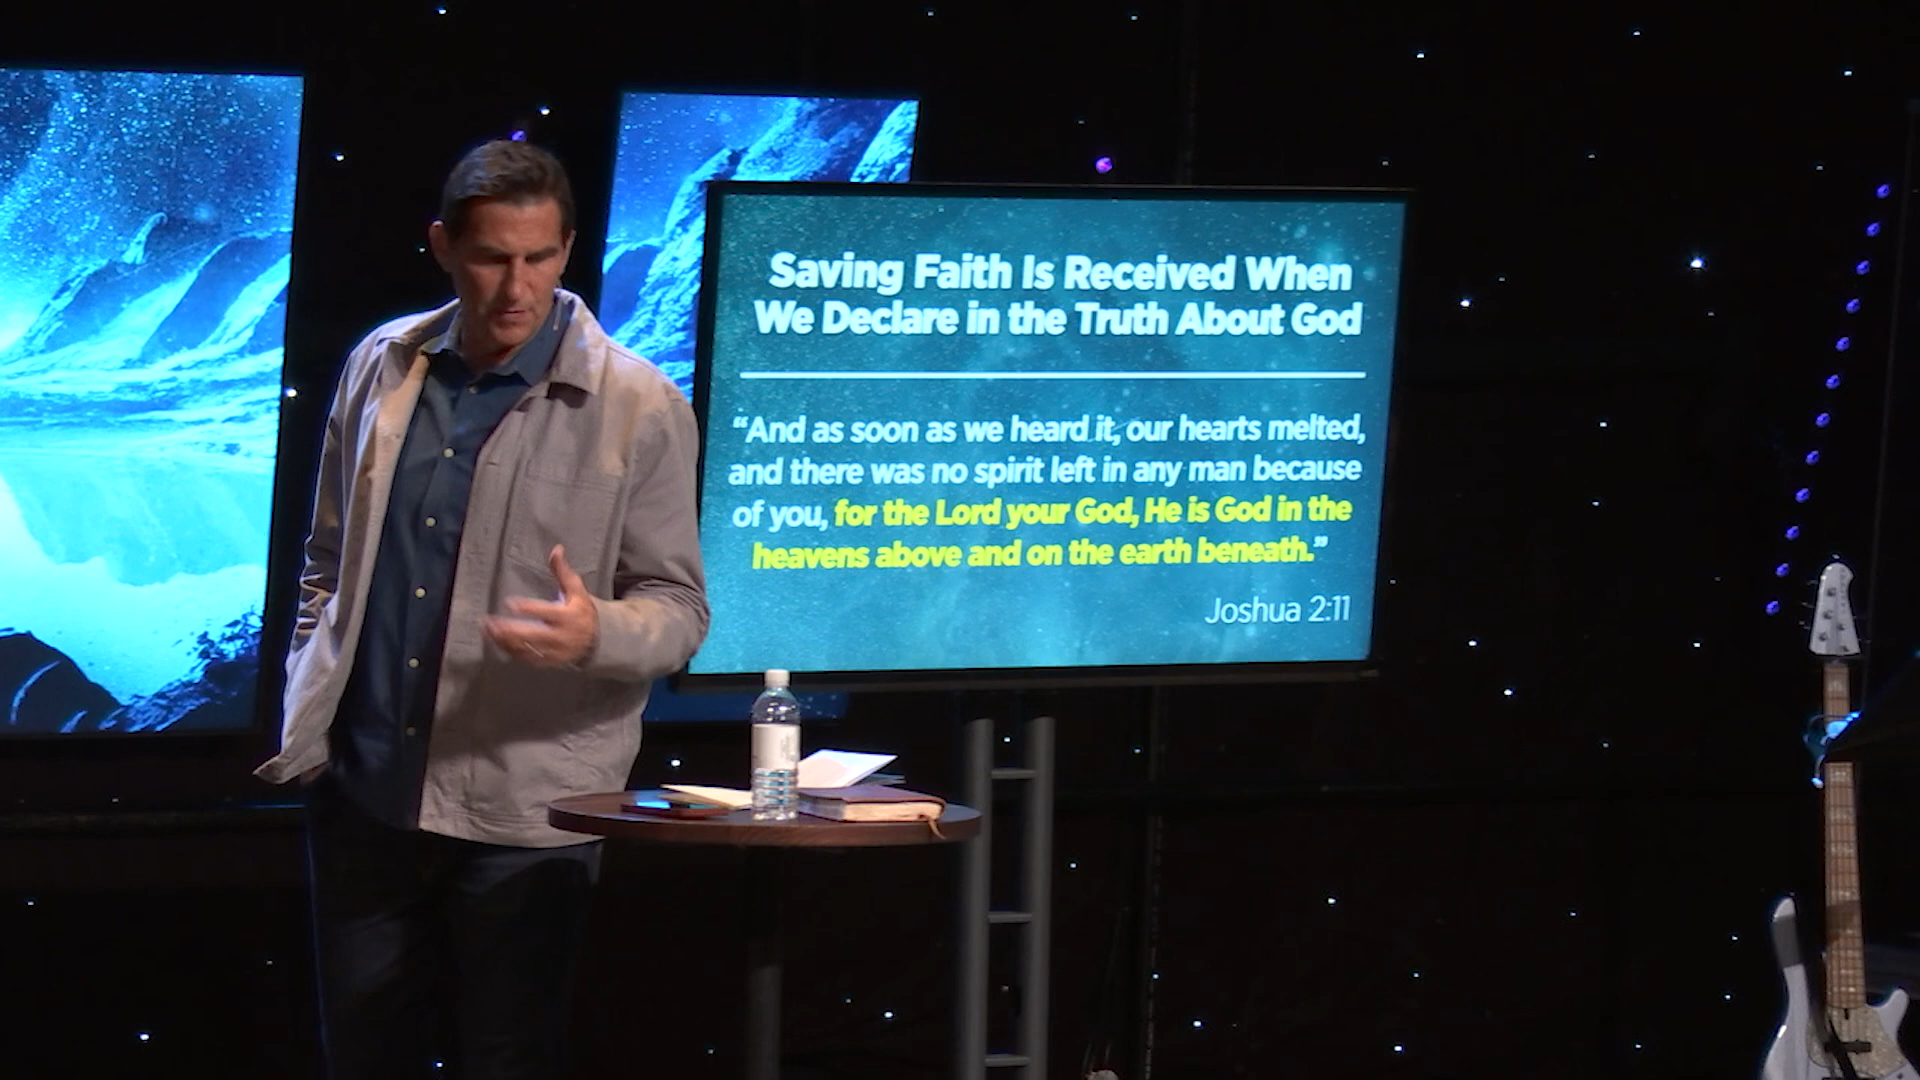 Saving Faith Is Received When
We Declare in the Truth About God
“And as soon as we heard it, our hearts melted,
and there was no spirit left in any man because
of you, for the Lord your God, He is God in the
heavens above and on the earth beneath.”
Joshua 2:11